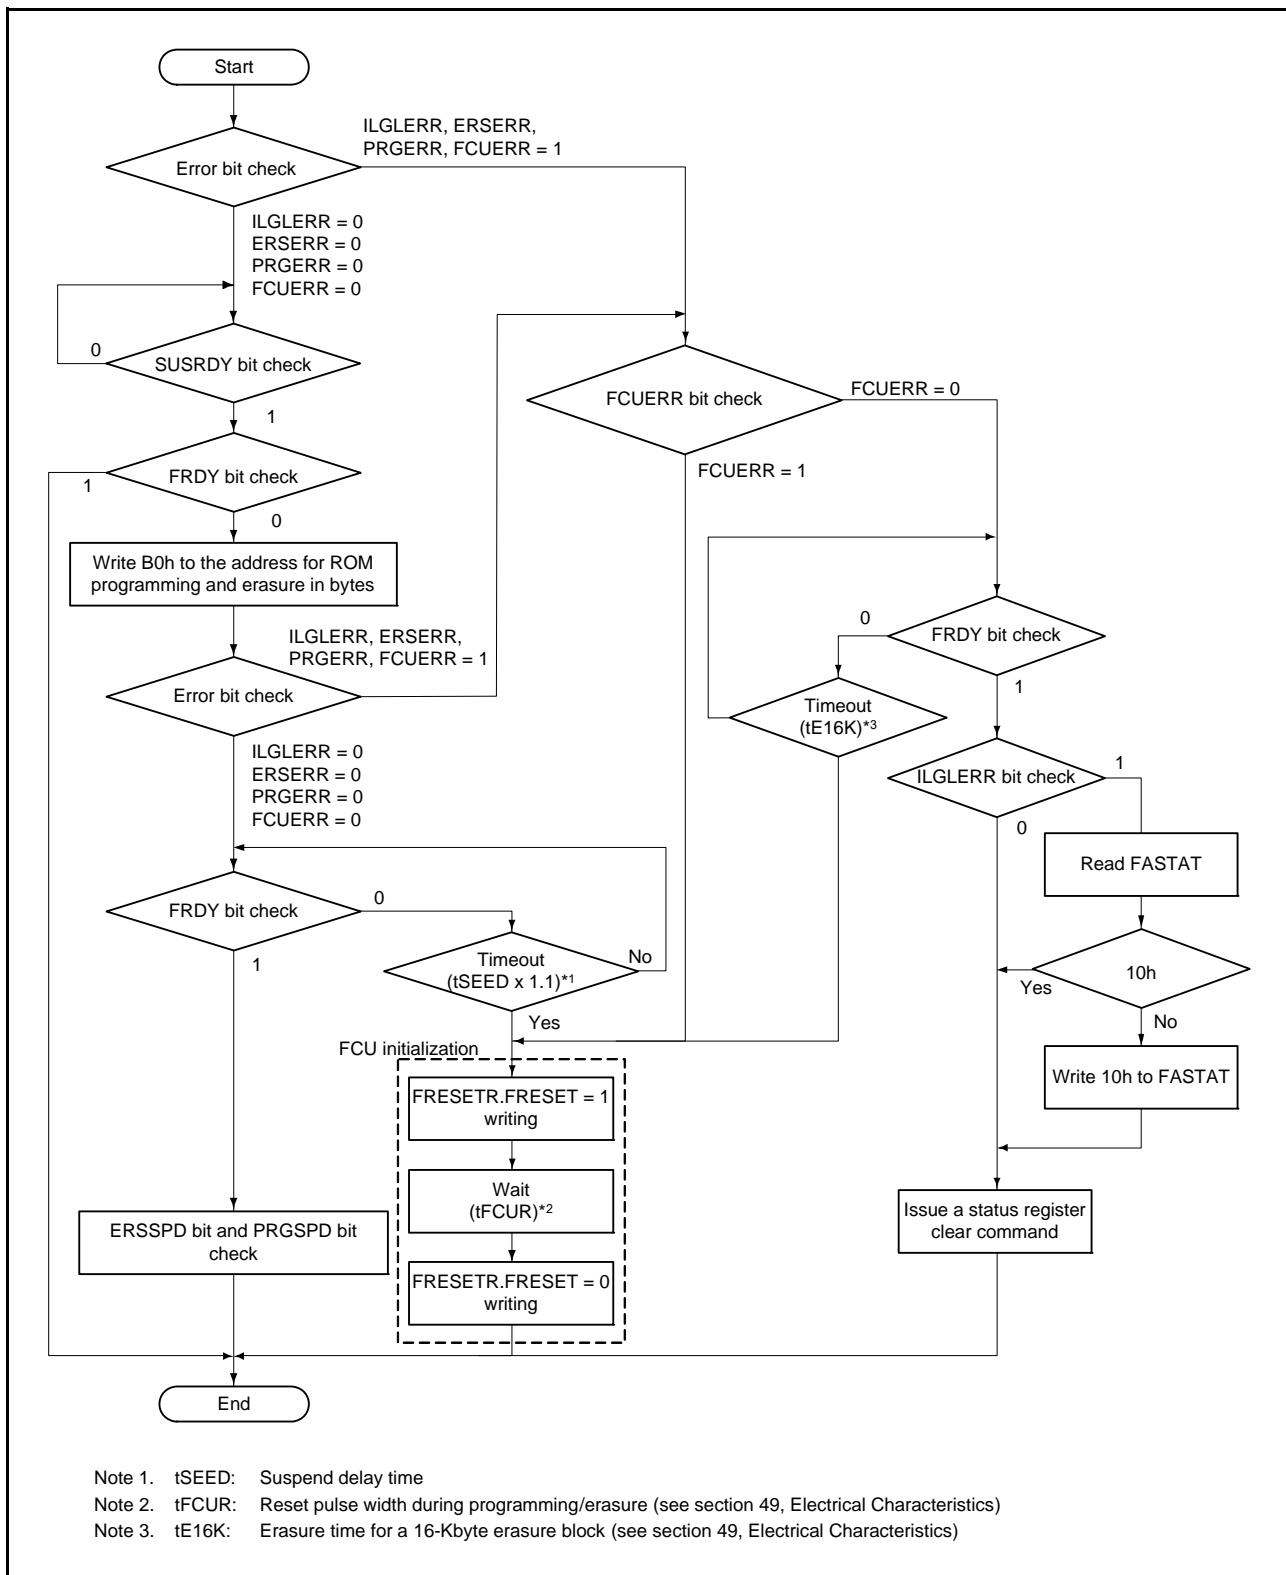 Start
Error bit check
ILGLERR, ERSERR,
PRGERR, FCUERR = 1
ILGLERR = 0
ERSERR = 0
PRGERR = 0
FCUERR = 0
0
SUSRDY bit check
1
FCUERR bit check
FCUERR = 0
FCUERR = 1
FRDY bit check
1
0
Write B0h to the address for ROM
programming and erasure in bytes
ILGLERR, ERSERR,
PRGERR, FCUERR = 1
Error bit check
ILGLERR = 0
ERSERR = 0
PRGERR = 0
FCUERR = 0
0
FRDY bit check
1
Timeout
(tE16K)*3
ILGLERR bit check
1
0
Read FASTAT
10h
Yes
No
Write 10h to FASTAT
Issue a status register
clear command
FRDY bit check
0
1
Timeout
(tSEED x 1.1)*1
No
Yes
FCU initialization
FRESETR.FRESET = 1
writing
Wait
(tFCUR)*2
FRESETR.FRESET = 0
writing
ERSSPD bit and PRGSPD bit
check
End
Note 1. tSEED: Suspend delay time
Note 2. tFCUR: Reset pulse width during programming/erasure (see section 49, Electrical Characteristics)
Note 3. tE16K: Erasure time for a 16-Kbyte erasure block (see section 49, Electrical Characteristics)